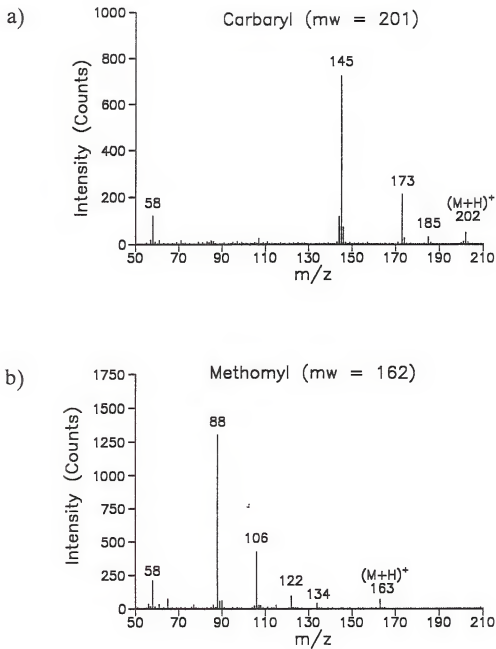 a)
Carbaryl (mw = 201)
1000
800
600
400
200
0
Intensity (Counts)
145
173
58
185
(M+H)+
202
50 70 90 110 130 150 170 190 210
m/z
b)
Methomyl (mw = 162)
1750
1500
1250
1000
750
500
250
0
Intensity (Counts)
88
106
58
122
134
(M+H)+
163
50 70 90 110 130 150 170 190 210
m/z